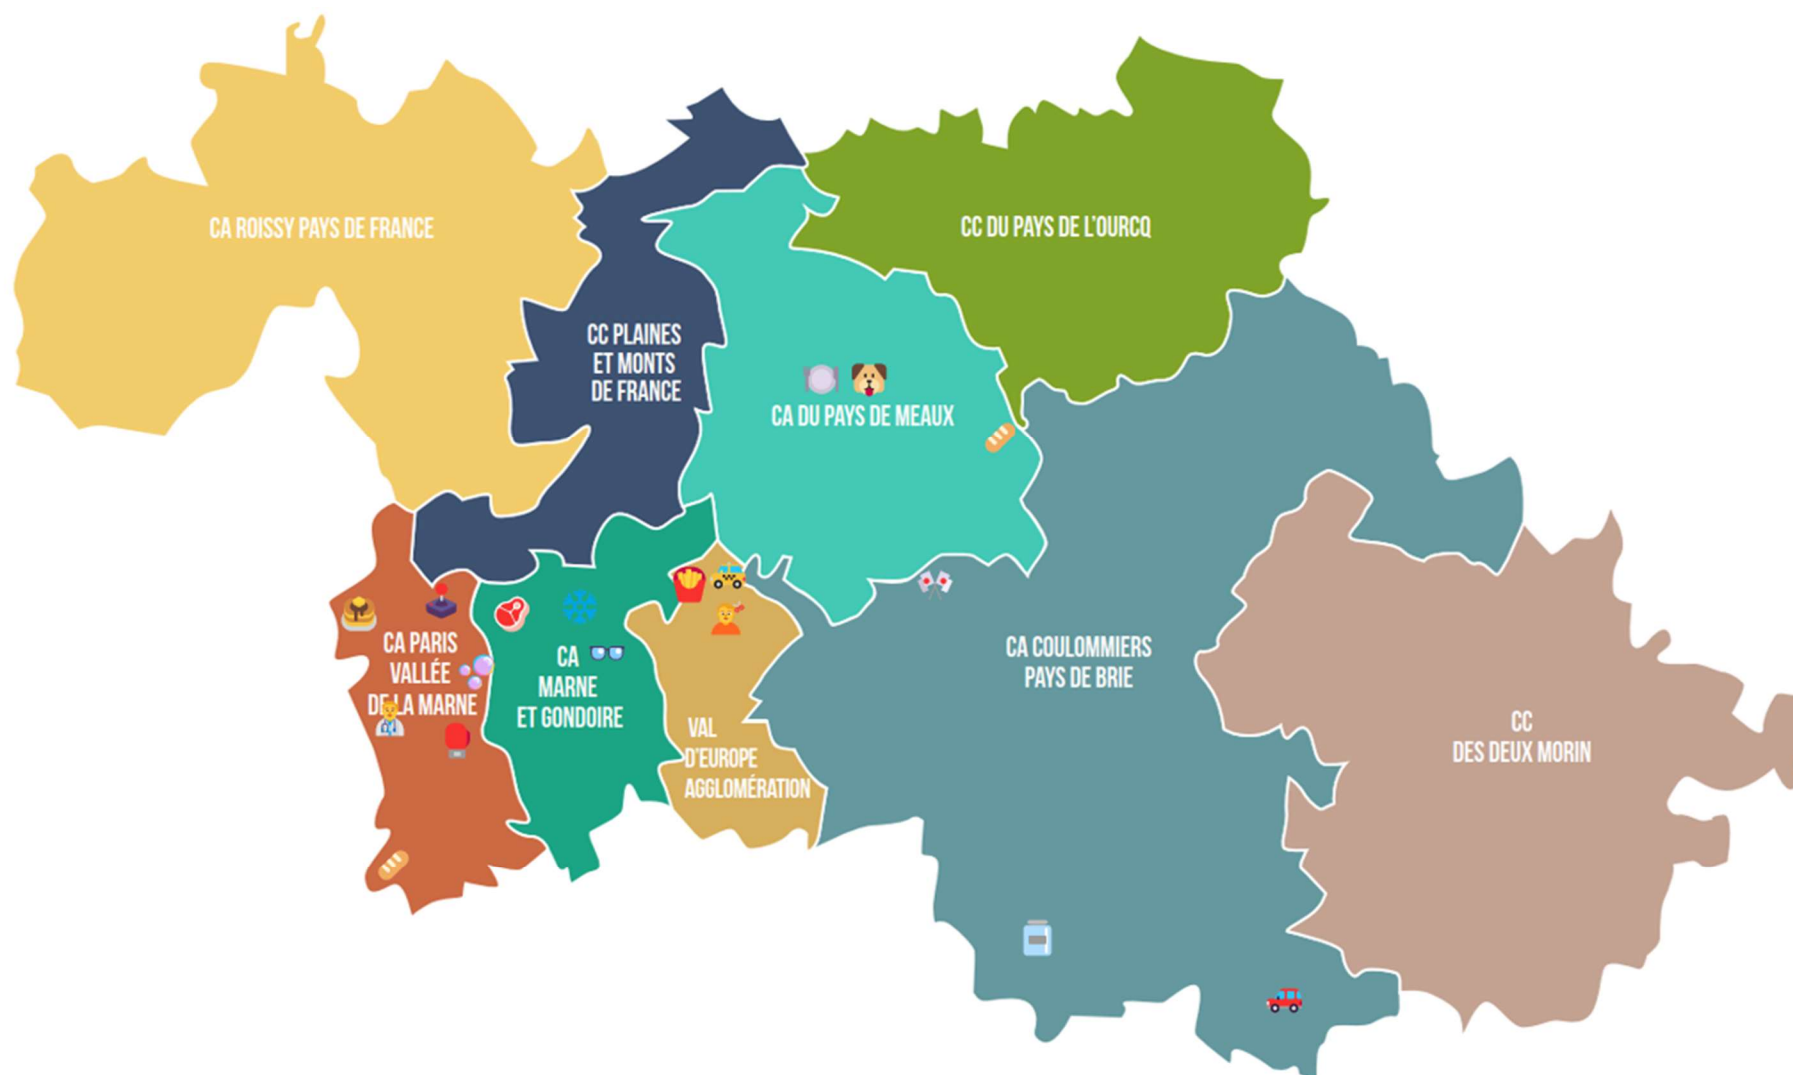 CA ROISSY PAYS DE FRANCE
CC DU PAYS DE L'OURCQ
CC PLAINES
ET MONTS
DE FRANCE
CA DU PAYS DE MEAUX
CA PARIS
VALLÉE
DE LA MARNE
CA
MARNE
ET GONDOIRE
VAL
D'EUROPE
AGGLOMÉRATION
CA COULOMMIERS
PAYS DE BRIE
CC
DES DEUX MORIN